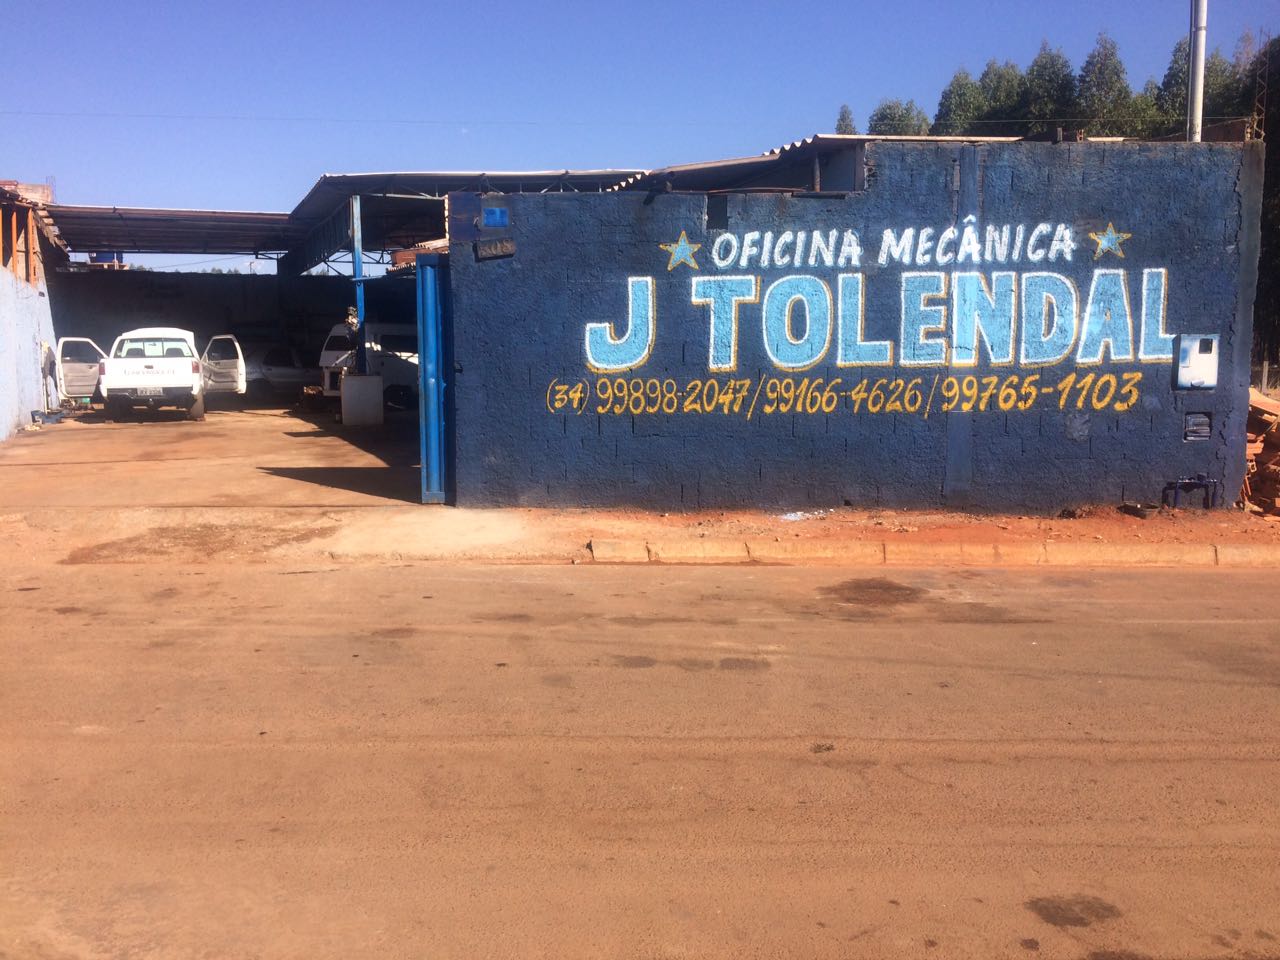 OFICINA MECÂNICA
J TOLENDAL
(34) 99898-2047/99166-4626/99765-1103